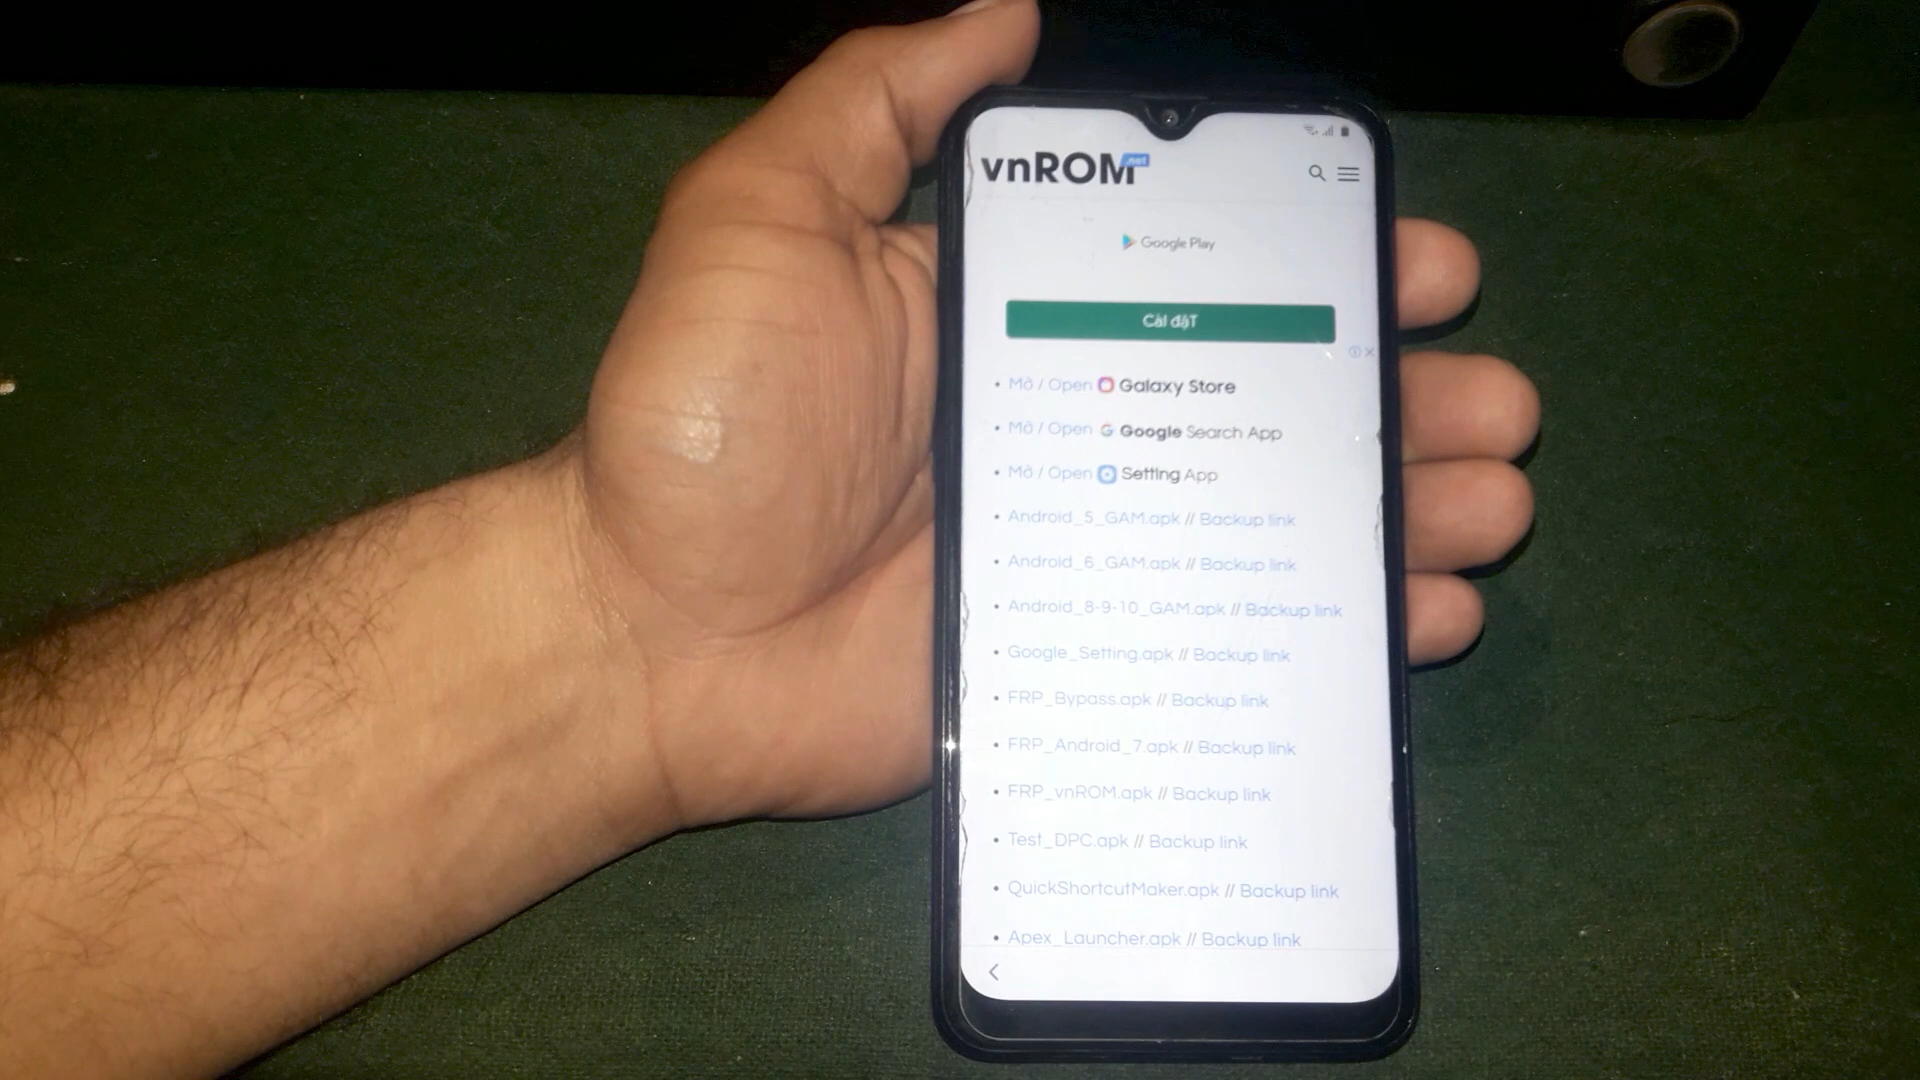 vnROM.net
Google Play
Cài đặT
• Mở / Open Galaxy Store
• Mở / Open Google Search App
• Mở / Open Setting App
• Android_5_GAM.apk // Backup link
• Android_6_GAM.apk // Backup link
• Android_8-9-10_GAM.apk // Backup link
• Google_Setting.apk // Backup link
• FRP_Bypass.apk // Backup link
• FRP_Android_7.apk // Backup link
• FRP_vnROM.apk // Backup link
• Test_DPC.apk // Backup link
• QuickShortcutMaker.apk // Backup link
• Apex_Launcher.apk // Backup link